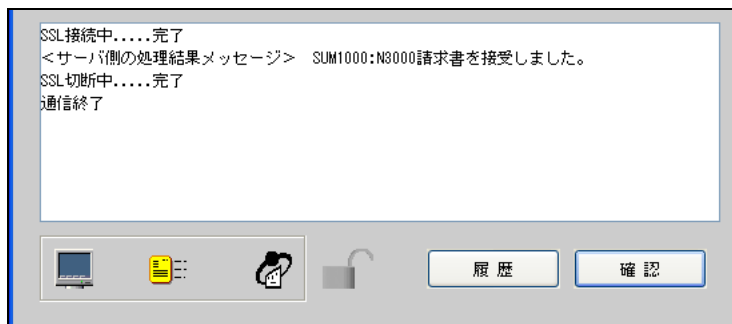 SSL接続中.....完了
＜サーバ側の処理結果メッセージ＞　SUM1000:N3000請求書を接受しました。
SSL切断中.....完了
通信終了
履 歴
確 認